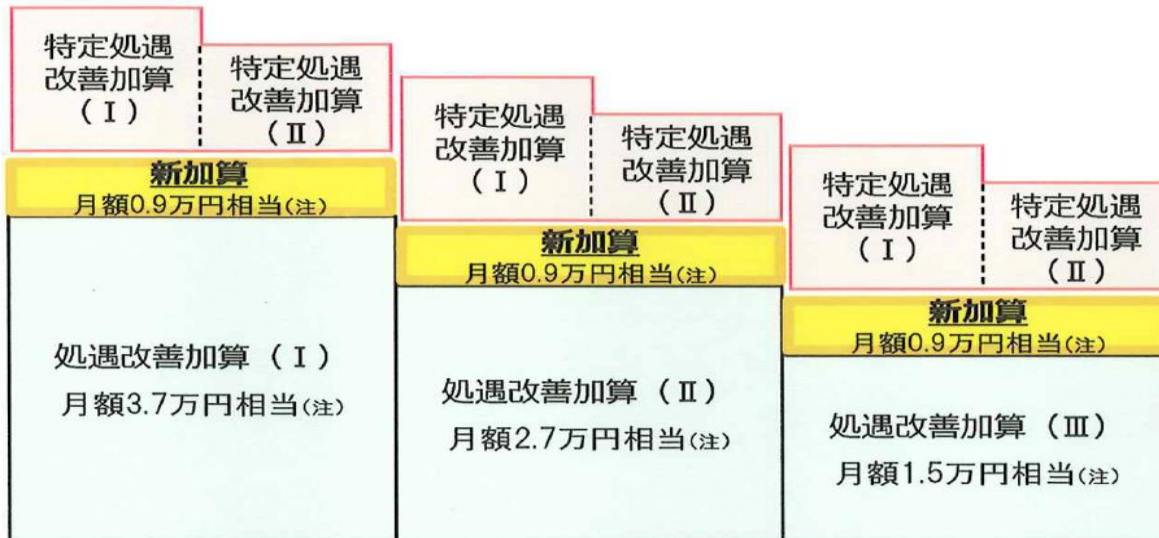 特定処遇
改善加算
(Ⅰ)
特定処遇
改善加算
(Ⅱ)
新加算
月額0.9万円相当(注)
処遇改善加算 (Ⅰ)
月額3.7万円相当(注)
特定処遇
改善加算
(Ⅰ)
特定処遇
改善加算
(Ⅱ)
新加算
月額0.9万円相当(注)
処遇改善加算 (Ⅱ)
月額2.7万円相当(注)
特定処遇
改善加算
(Ⅰ)
特定処遇
改善加算
(Ⅱ)
新加算
月額0.9万円相当(注)
処遇改善加算 (Ⅲ)
月額1.5万円相当(注)